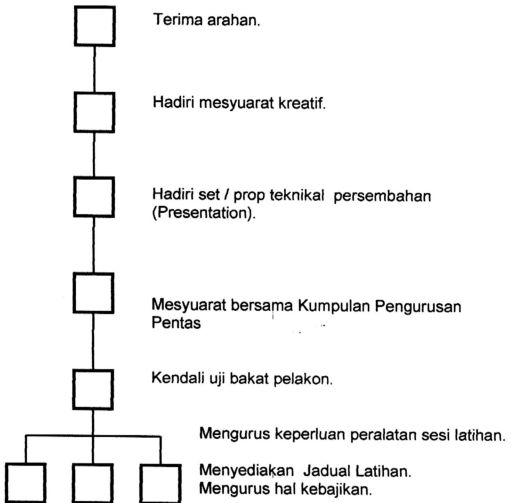 Terima arahan.
Hadiri mesyuarat kreatif.
Hadiri set / prop teknikal persembahan
(Presentation).
Mesyuarat bersama Kumpulan Pengurusan
Pentas
Kendali uji bakat pelakon.
Mengurus keperluan peralatan sesi latihan.
Menyediakan Jadual Latihan.
Mengurus hal kebajikan.